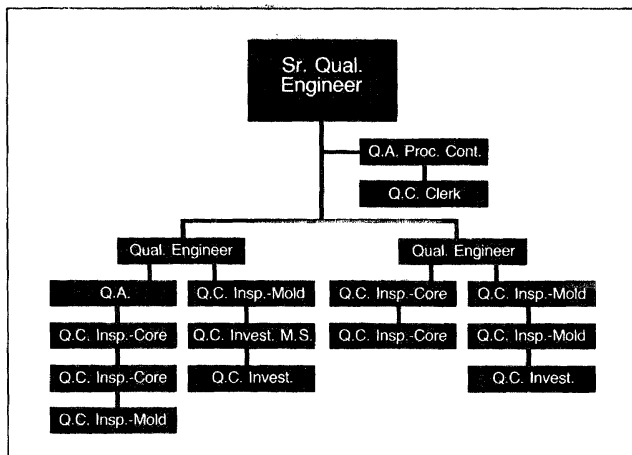 Sr. Qual.
Engineer
Q.A. Proc. Cont.
Q.C. Clerk
Qual. Engineer
Qual. Engineer
Q.A.
Q.C. Insp.-Mold
Q.C. Insp.-Core
Q.C. Insp.-Mold
Q.C. Insp.-Core
Q.C. Invest. M.S.
Q.C. Insp.-Core
Q.C. Insp.-Mold
Q.C. Insp.-Core
Q.C. Invest.
Q.C. Invest.
Q.C. Insp.-Mold